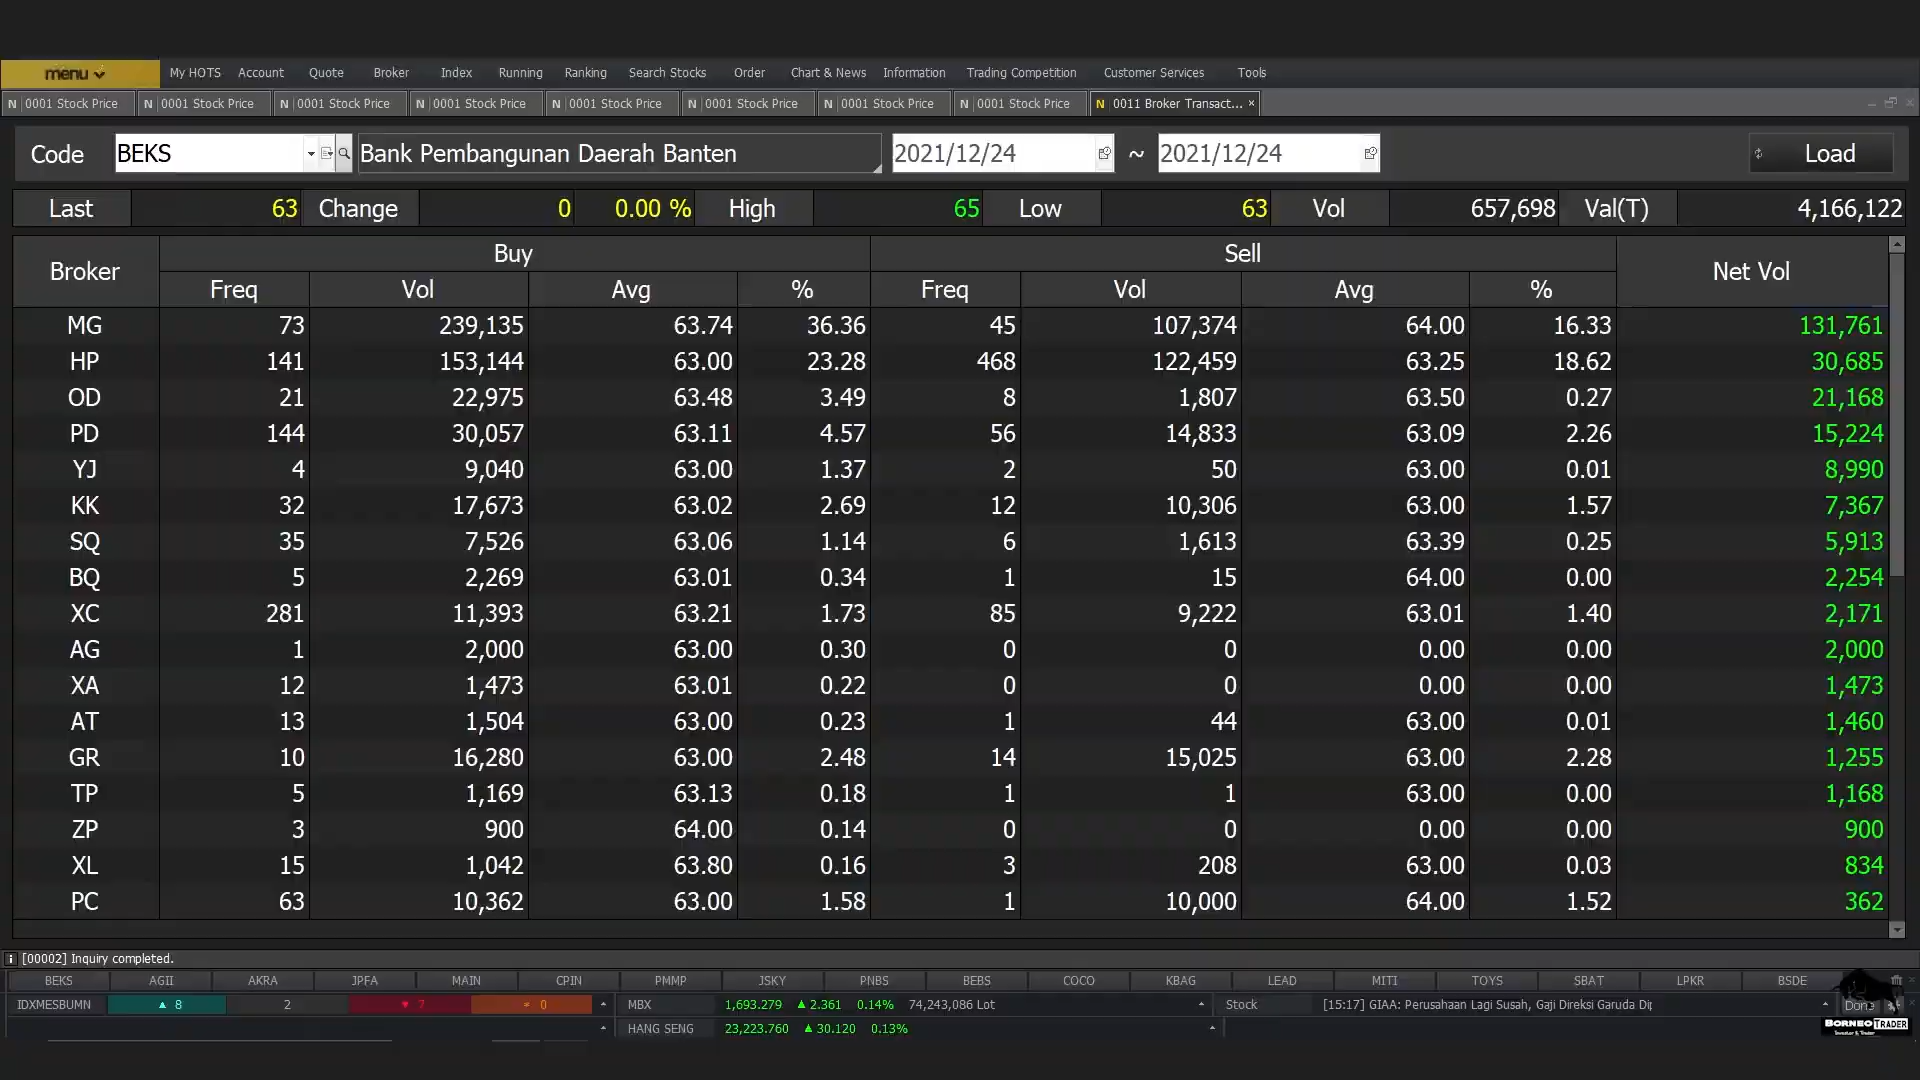 menu My HOTS Account Quote Broker Index Running Ranking Search Stocks Order Chart & News Information Trading Competition Customer Services Tools
N 0001 Stock Price N 0001 Stock Price N 0001 Stock Price N 0001 Stock Price N 0001 Stock Price N 0001 Stock Price N 0001 Stock Price N 0001 Stock Price N 0011 Broker Transact... ×
Code BEKS Bank Pembangunan Daerah Banten 2021/12/24 ~ 2021/12/24 Load
Last 63 Change 0 0.00 % High 65 Low 63 Vol 657,698 Val(T) 4,166,122
Broker Buy Sell Net Vol
Freq Vol Avg % Freq Vol Avg %
MG 73 239,135 63.74 36.36 45 107,374 64.00 16.33 131,761
HP 141 153,144 63.00 23.28 468 122,459 63.25 18.62 30,685
OD 21 22,975 63.48 3.49 8 1,807 63.50 0.27 21,168
PD 144 30,057 63.11 4.57 56 14,833 63.09 2.26 15,224
YJ 4 9,040 63.00 1.37 2 50 63.00 0.01 8,990
KK 32 17,673 63.02 2.69 12 10,306 63.00 1.57 7,367
SQ 35 7,526 63.06 1.14 6 1,613 63.39 0.25 5,913
BQ 5 2,269 63.01 0.34 1 15 64.00 0.00 2,254
XC 281 11,393 63.21 1.73 85 9,222 63.01 1.40 2,171
AG 1 2,000 63.00 0.30 0 0 0.00 0.00 2,000
XA 12 1,473 63.01 0.22 0 0 0.00 0.00 1,473
AT 13 1,504 63.00 0.23 1 44 63.00 0.01 1,460
GR 10 16,280 63.00 2.48 14 15,025 63.00 2.28 1,255
TP 5 1,169 63.13 0.18 1 1 63.00 0.00 1,168
ZP 3 900 64.00 0.14 0 0 0.00 0.00 900
XL 15 1,042 63.80 0.16 3 208 63.00 0.03 834
PC 63 10,362 63.00 1.58 1 10,000 64.00 1.52 362
[00002] Inquiry completed.
BEKS AGII AKRA JPFA MAIN CPIN PMMP JSKY PNBS BEBS COCO KBAG LEAD MITI TOYS SBAT LPKR BSDE
IDXMESBUMN ▲ 8 2 ▼ 7 0 MBX 1,693.279 ▲ 2.361 0.14% 74,243,086 Lot Stock [15:17] GIAA: Perusahaan Lagi Susah, Gaji Direksi Garuda Dip Done
HANG SENG 23,223.760 ▲ 30.120 0.13%
BORNEO TRADER
Investor & Trader